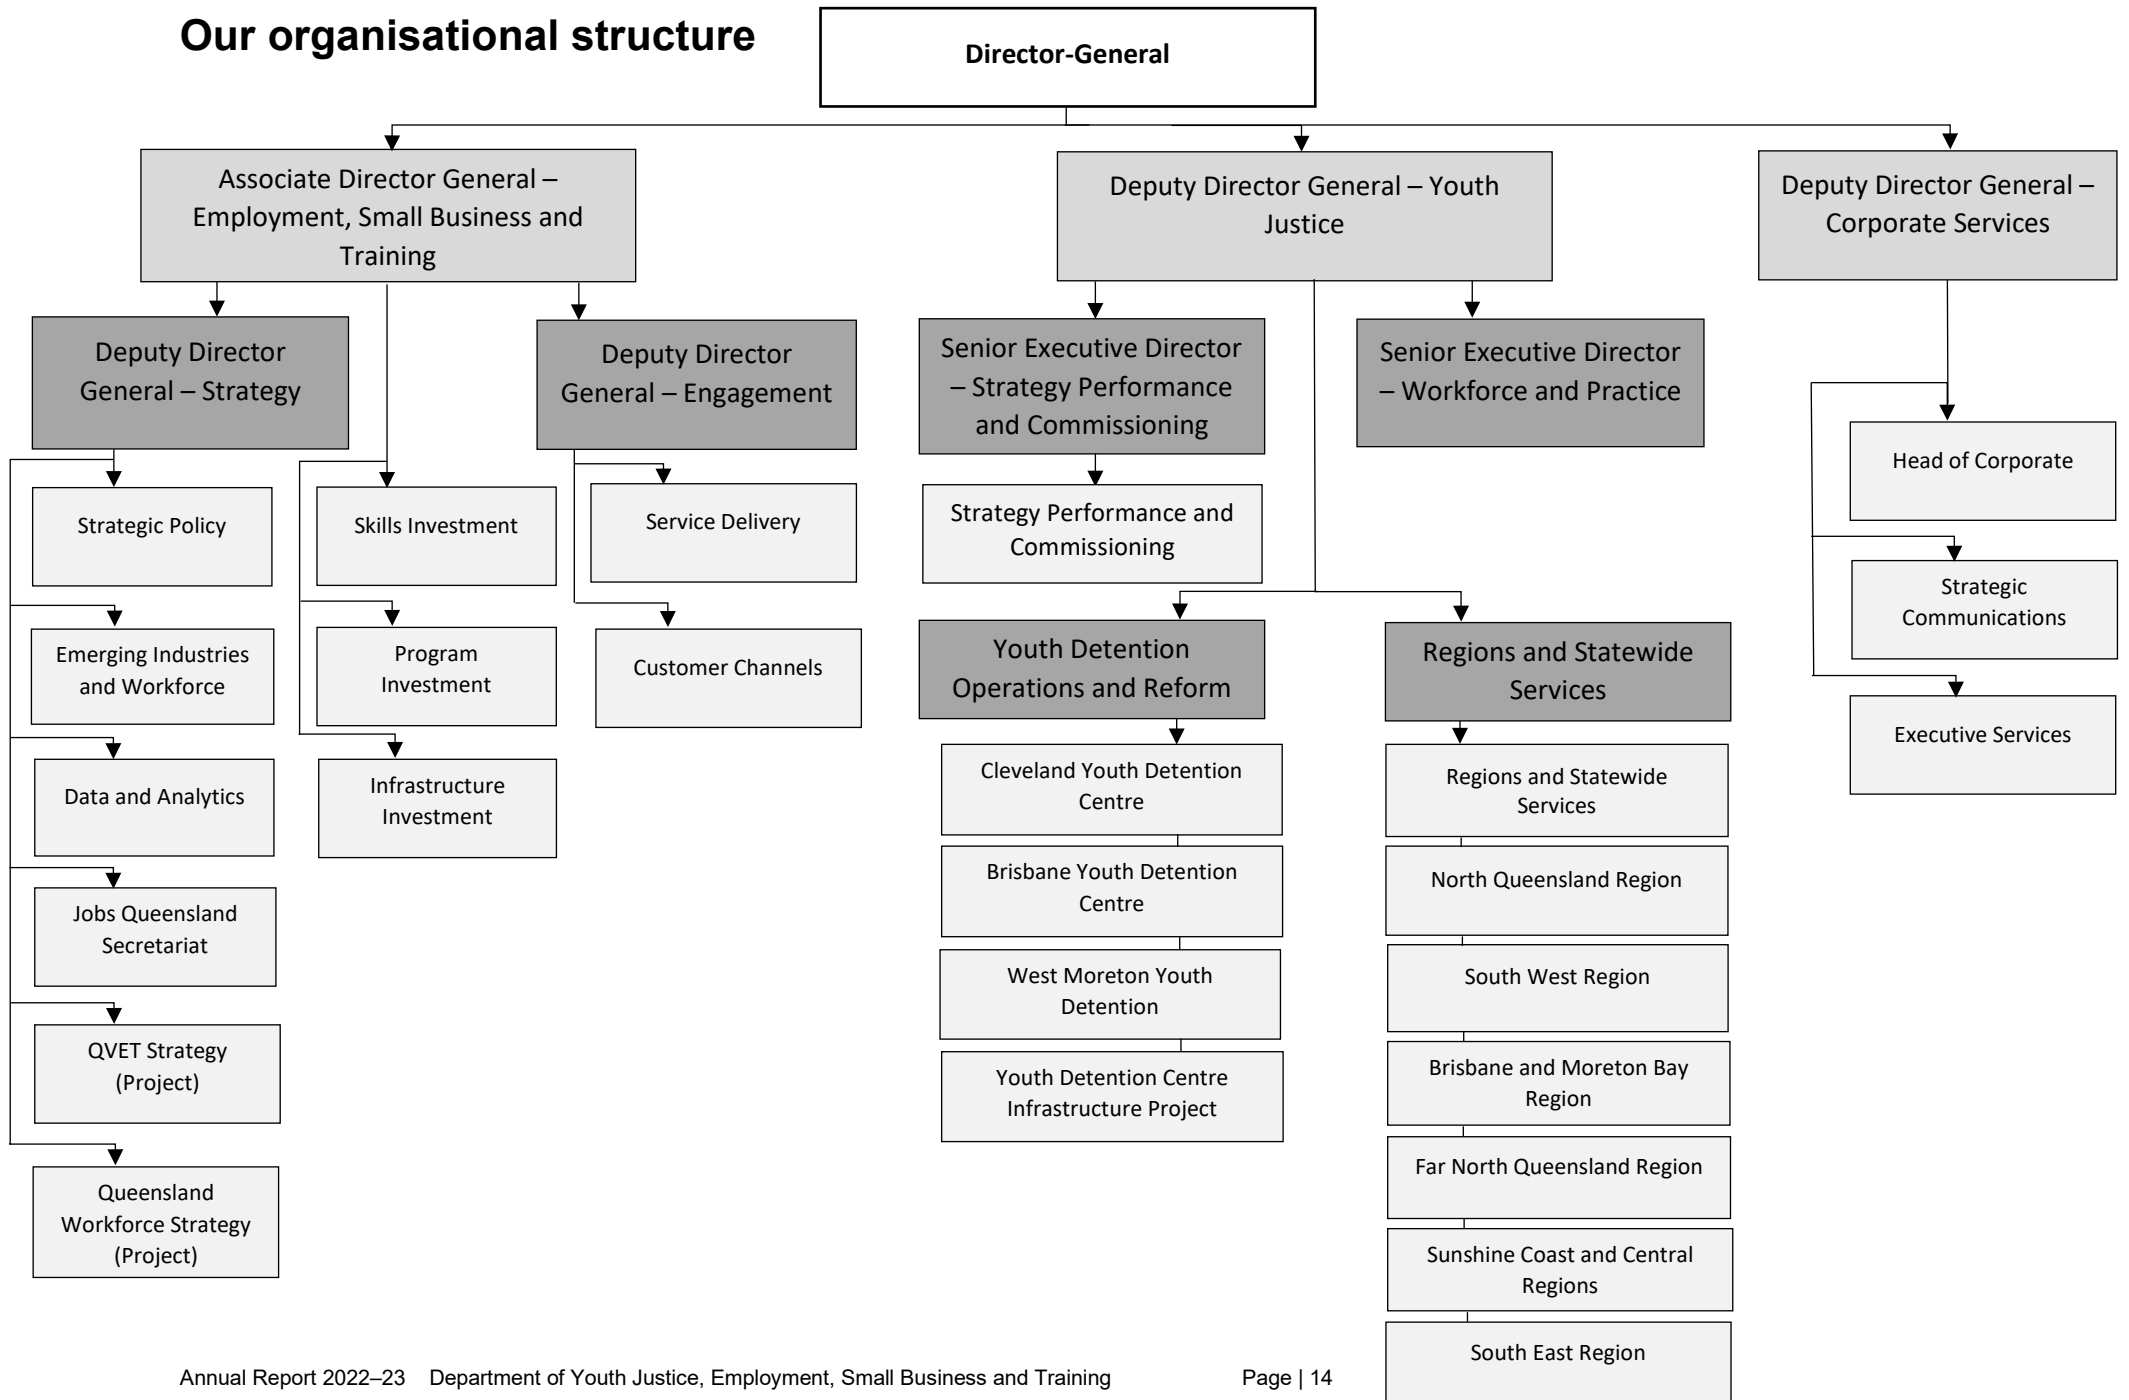 Our organisational structure
Director-General
Associate Director General –
Employment, Small Business and
Training
Deputy Director General – Youth
Justice
Deputy Director General –
Corporate Services
Deputy Director
General – Strategy
Deputy Director
General – Engagement
Senior Executive Director
– Strategy Performance
and Commissioning
Senior Executive Director
– Workforce and Practice
Strategic Policy
Emerging Industries
and Workforce
Data and Analytics
Jobs Queensland
Secretariat
QVET Strategy
(Project)
Queensland
Workforce Strategy
(Project)
Skills Investment
Program
Investment
Infrastructure
Investment
Service Delivery
Customer Channels
Strategy Performance and
Commissioning
Youth Detention
Operations and Reform
Cleveland Youth Detention
Centre
Brisbane Youth Detention
Centre
West Moreton Youth
Detention
Youth Detention Centre
Infrastructure Project
Regions and Statewide
Services
Regions and Statewide
Services
North Queensland Region
South West Region
Brisbane and Moreton Bay
Region
Far North Queensland Region
Sunshine Coast and Central
Regions
South East Region
Head of Corporate
Strategic
Communications
Executive Services
Annual Report 2022–23 Department of Youth Justice, Employment, Small Business and Training Page | 14